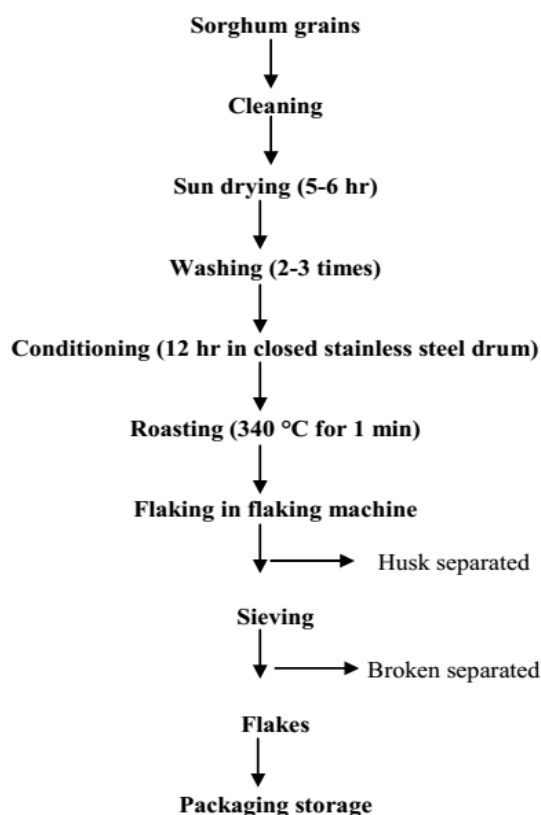 Sorghum grains
Cleaning
Sun drying (5-6 hr)
Washing (2-3 times)
Conditioning (12 hr in closed stainless steel drum)
Roasting (340 °C for 1 min)
Flaking in flaking machine
Husk separated
Sieving
Broken separated
Flakes
Packaging storage